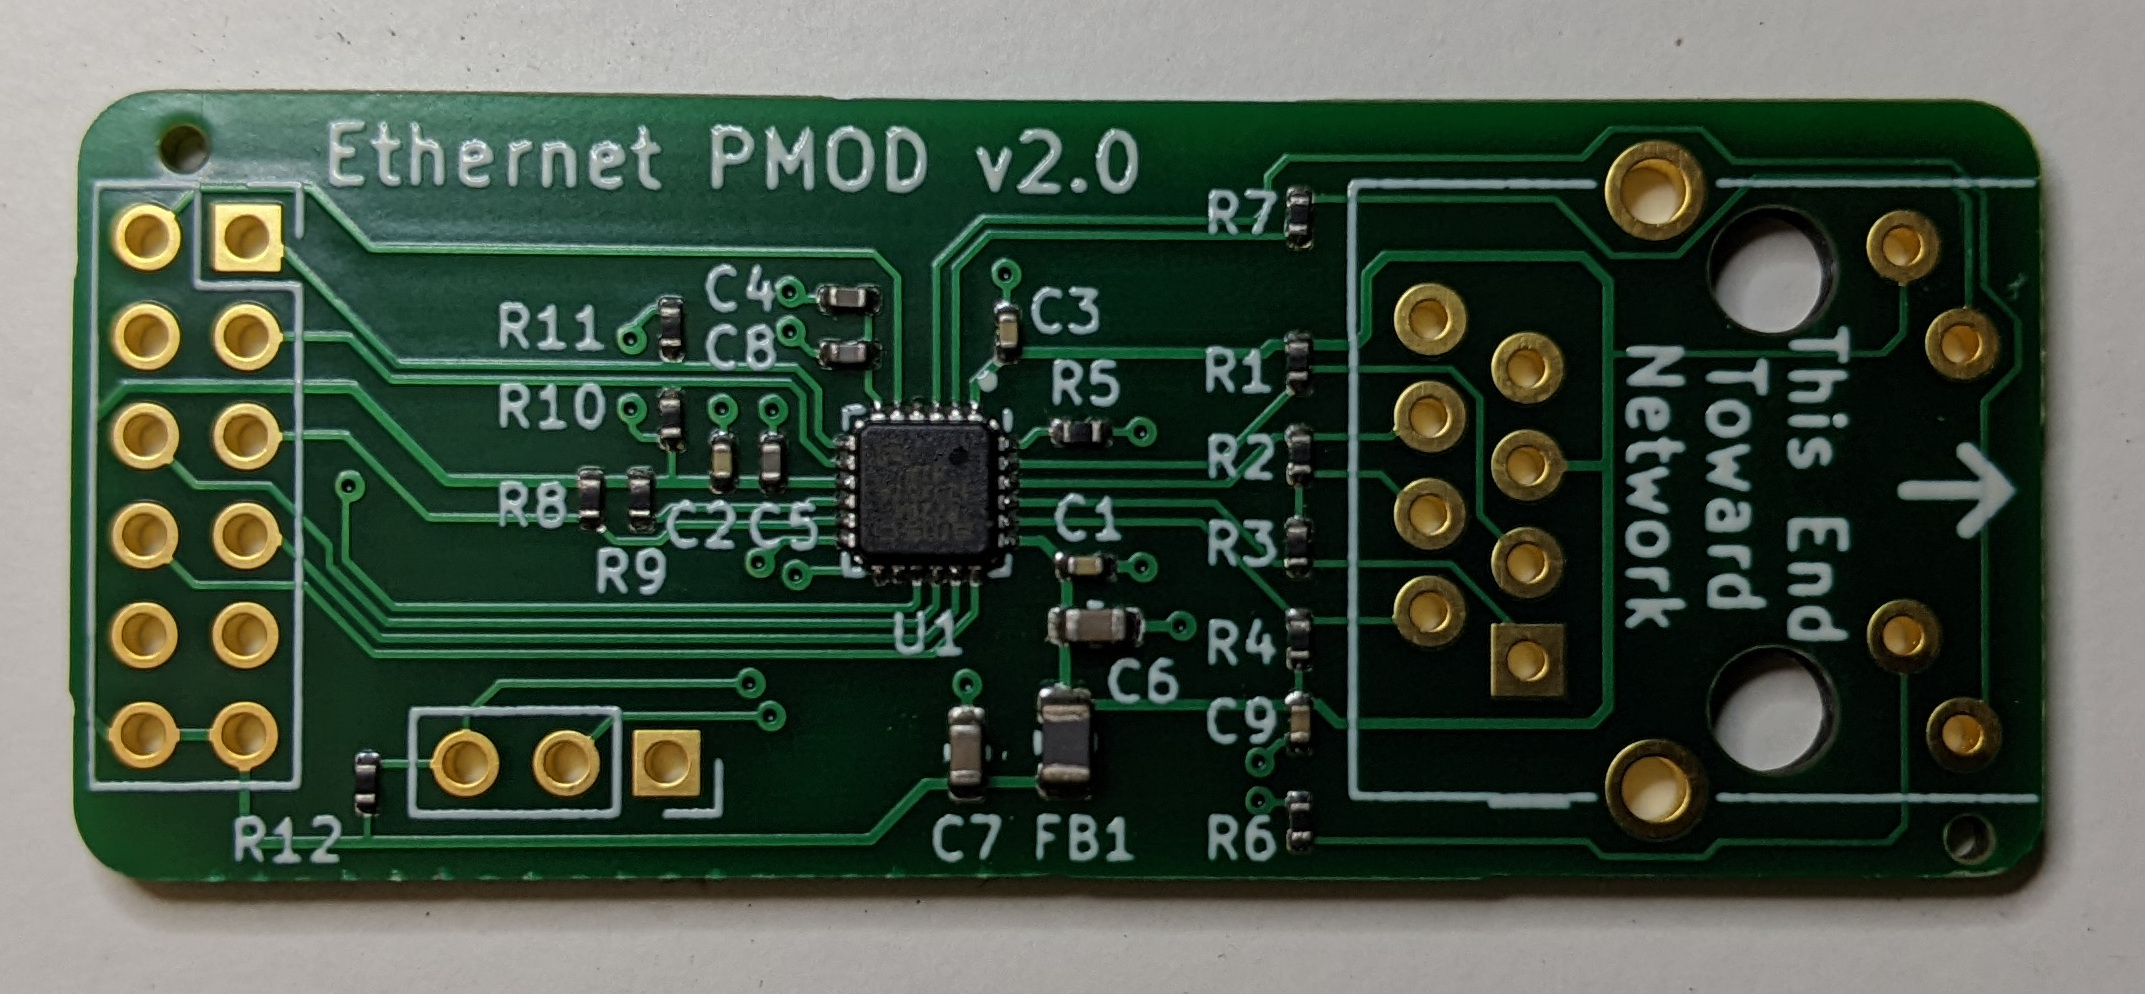 Ethernet PMOD v2.0
R7
C4
C3
R11
C8
R1
R5
R10
R2
R8
C2
C5
C1
R3
R9
U1
R4
C6
C9
R12
C7
FB1
R6
This End
Toward
Network